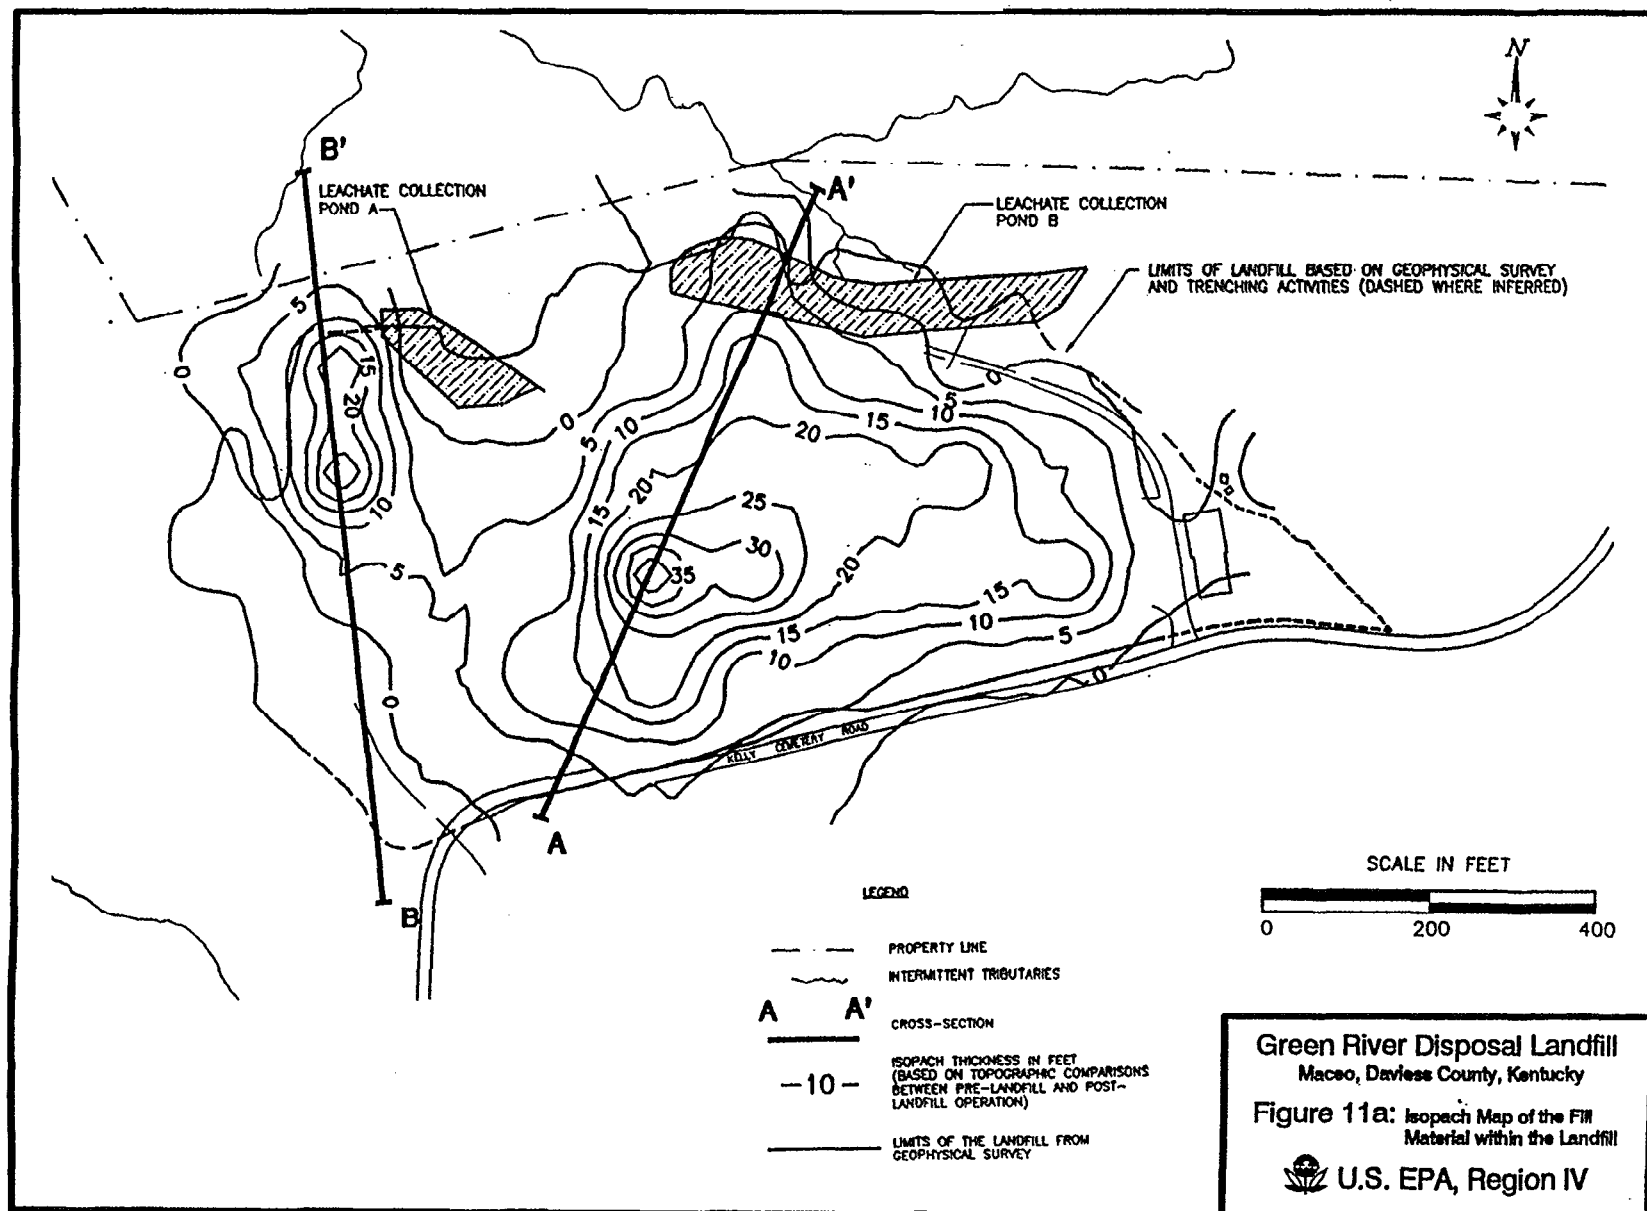 N
B'
LEACHATE COLLECTION
POND A
A'
LEACHATE COLLECTION
POND B
LIMITS OF LANDFILL BASED ON GEOPHYSICAL SURVEY
AND TRENCHING ACTIVITIES (DASHED WHERE INFERRED)
5
0
15
20
10
5
0
0
5
10
15
20
15
20
10
5
0
25
30
35
20
15
10
5
15
10
0
KELLY CEMETERY ROAD
A
B
SCALE IN FEET
0 200 400
LEGEND
PROPERTY LINE
INTERMITTENT TRIBUTARIES
A A'
CROSS-SECTION
10
ISOPACH THICKNESS IN FEET
(BASED ON TOPOGRAPHIC COMPARISONS
BETWEEN PRE-LANDFILL AND POST-
LANDFILL OPERATION)
LIMITS OF THE LANDFILL FROM
GEOPHYSICAL SURVEY
Green River Disposal Landfill
Maceo, Daviess County, Kentucky
Figure 11a: Isopach Map of the Fill
Material within the Landfill
U.S. EPA, Region IV